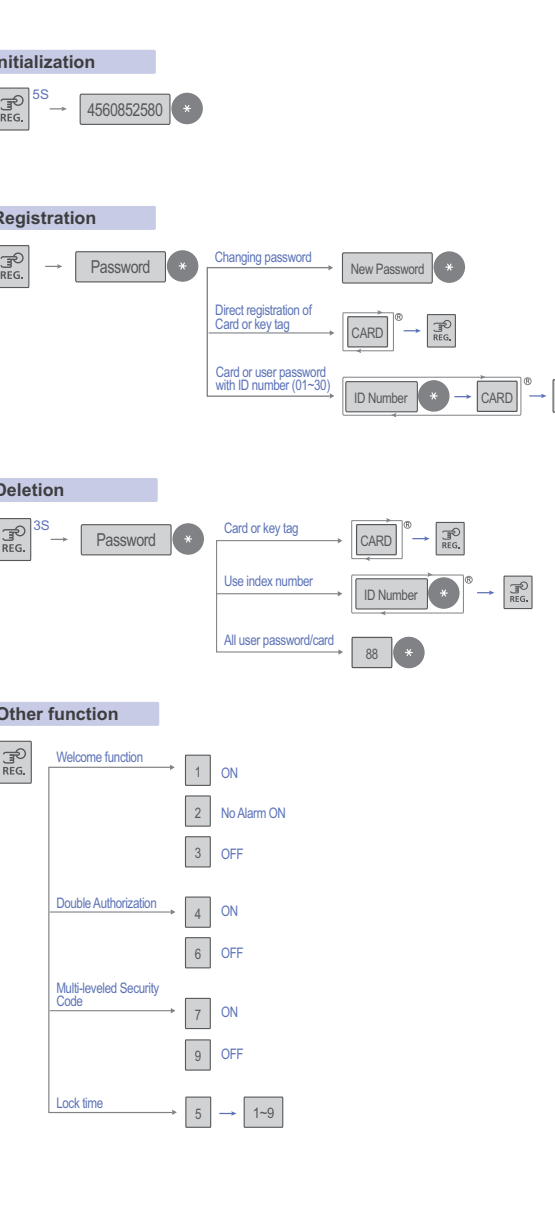 nitialization
REG.
5S
4560852580 *
Registration
REG.
Password *
Changing password
New Password *
Direct registration of
Card or key tag
CARD ® REG.
Card or user password
with ID number (01~30)
ID Number * CARD ®
Deletion
REG.
3S
Password *
Card or key tag
CARD ® REG.
Use index number
ID Number * ® REG.
All user password/card
88 *
Other function
REG.
Welcome function
1 ON
2 No Alarm ON
3 OFF
Double Authorization
4 ON
6 OFF
Multi-leveled Security
Code
7 ON
9 OFF
Lock time
5 1~9